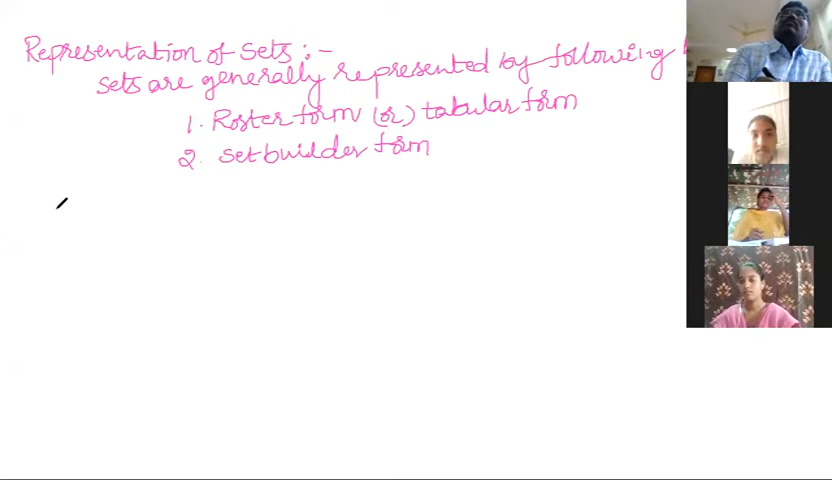 Representation of Sets :-
Sets are generally represented by following
1. Roster form (or) tabular form
2. Set builder form